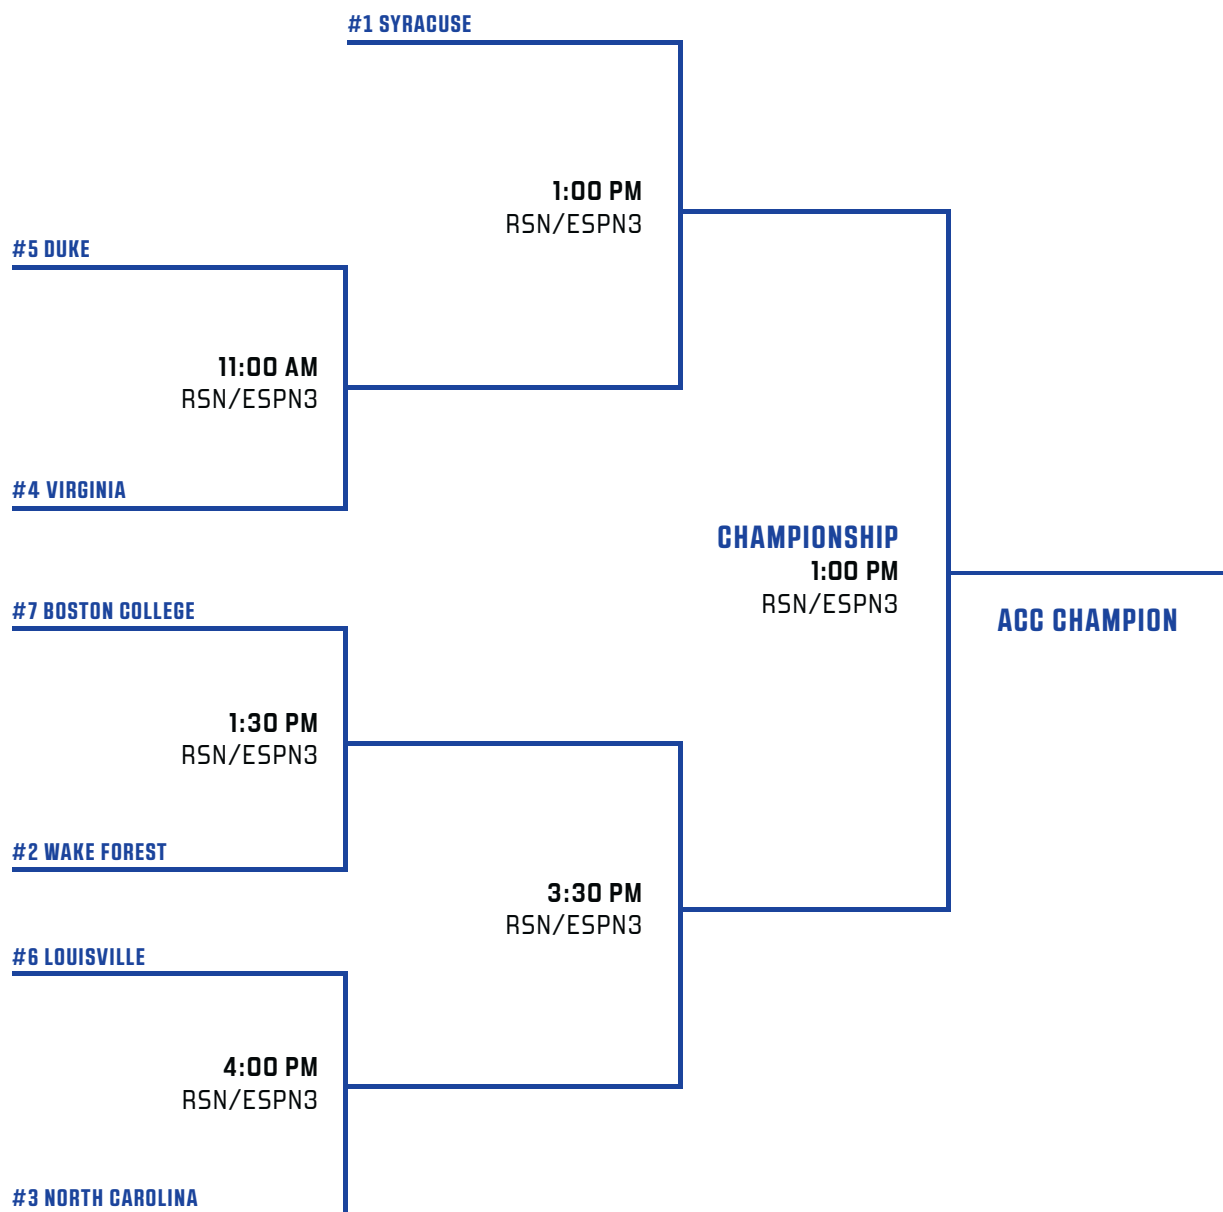 #1 SYRACUSE
1:00 PM
RSN/ESPN3
#5 DUKE
11:00 AM
RSN/ESPN3
#4 VIRGINIA
CHAMPIONSHIP
1:00 PM
RSN/ESPN3
ACC CHAMPION
#7 BOSTON COLLEGE
1:30 PM
RSN/ESPN3
#2 WAKE FOREST
3:30 PM
RSN/ESPN3
#6 LOUISVILLE
4:00 PM
RSN/ESPN3
#3 NORTH CAROLINA